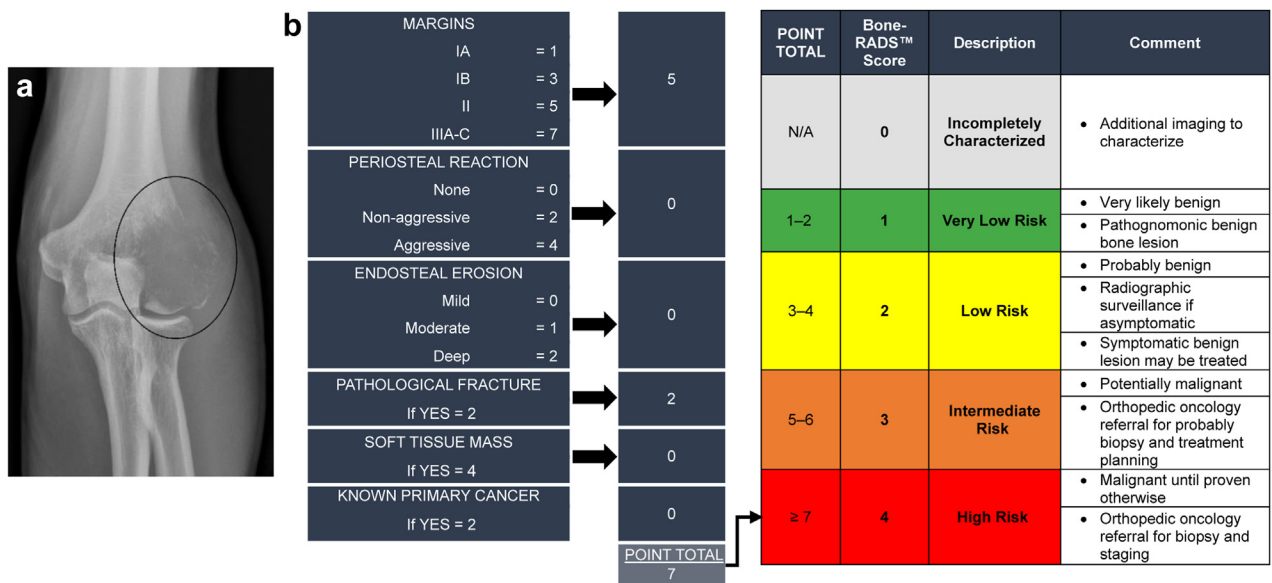 a
b
MARGINS
IA = 1
IB = 3
II = 5
IIIA-C = 7
5
PERIOSTEAL REACTION
None = 0
Non-aggressive = 2
Aggressive = 4
0
ENDOSTEAL EROSION
Mild = 0
Moderate = 1
Deep = 2
0
PATHOLOGICAL FRACTURE
If YES = 2
2
SOFT TISSUE MASS
If YES = 4
0
KNOWN PRIMARY CANCER
If YES = 2
0
POINT TOTAL
7
POINT
TOTAL
Bone-
RADS™
Score
Description
Comment
N/A
0
Incompletely
Characterized
• Additional imaging to
characterize
1–2
1
Very Low Risk
• Very likely benign
• Pathognomonic benign
bone lesion
3–4
2
Low Risk
• Probably benign
• Radiographic
surveillance if
asymptomatic
• Symptomatic benign
lesion may be treated
5–6
3
Intermediate
Risk
• Potentially malignant
• Orthopedic oncology
referral for probably
biopsy and treatment
planning
≥ 7
4
High Risk
• Malignant until proven
otherwise
• Orthopedic oncology
referral for biopsy and
staging